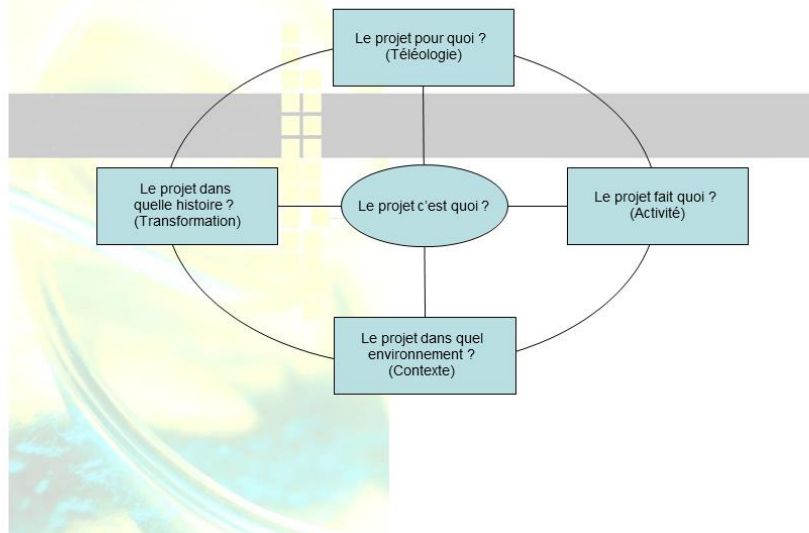 Le projet pour quoi ?
(Téléologie)
Le projet dans
quelle histoire ?
(Transformation)
Le projet c'est quoi ?
Le projet fait quoi ?
(Activité)
Le projet dans quel
environnement ?
(Contexte)